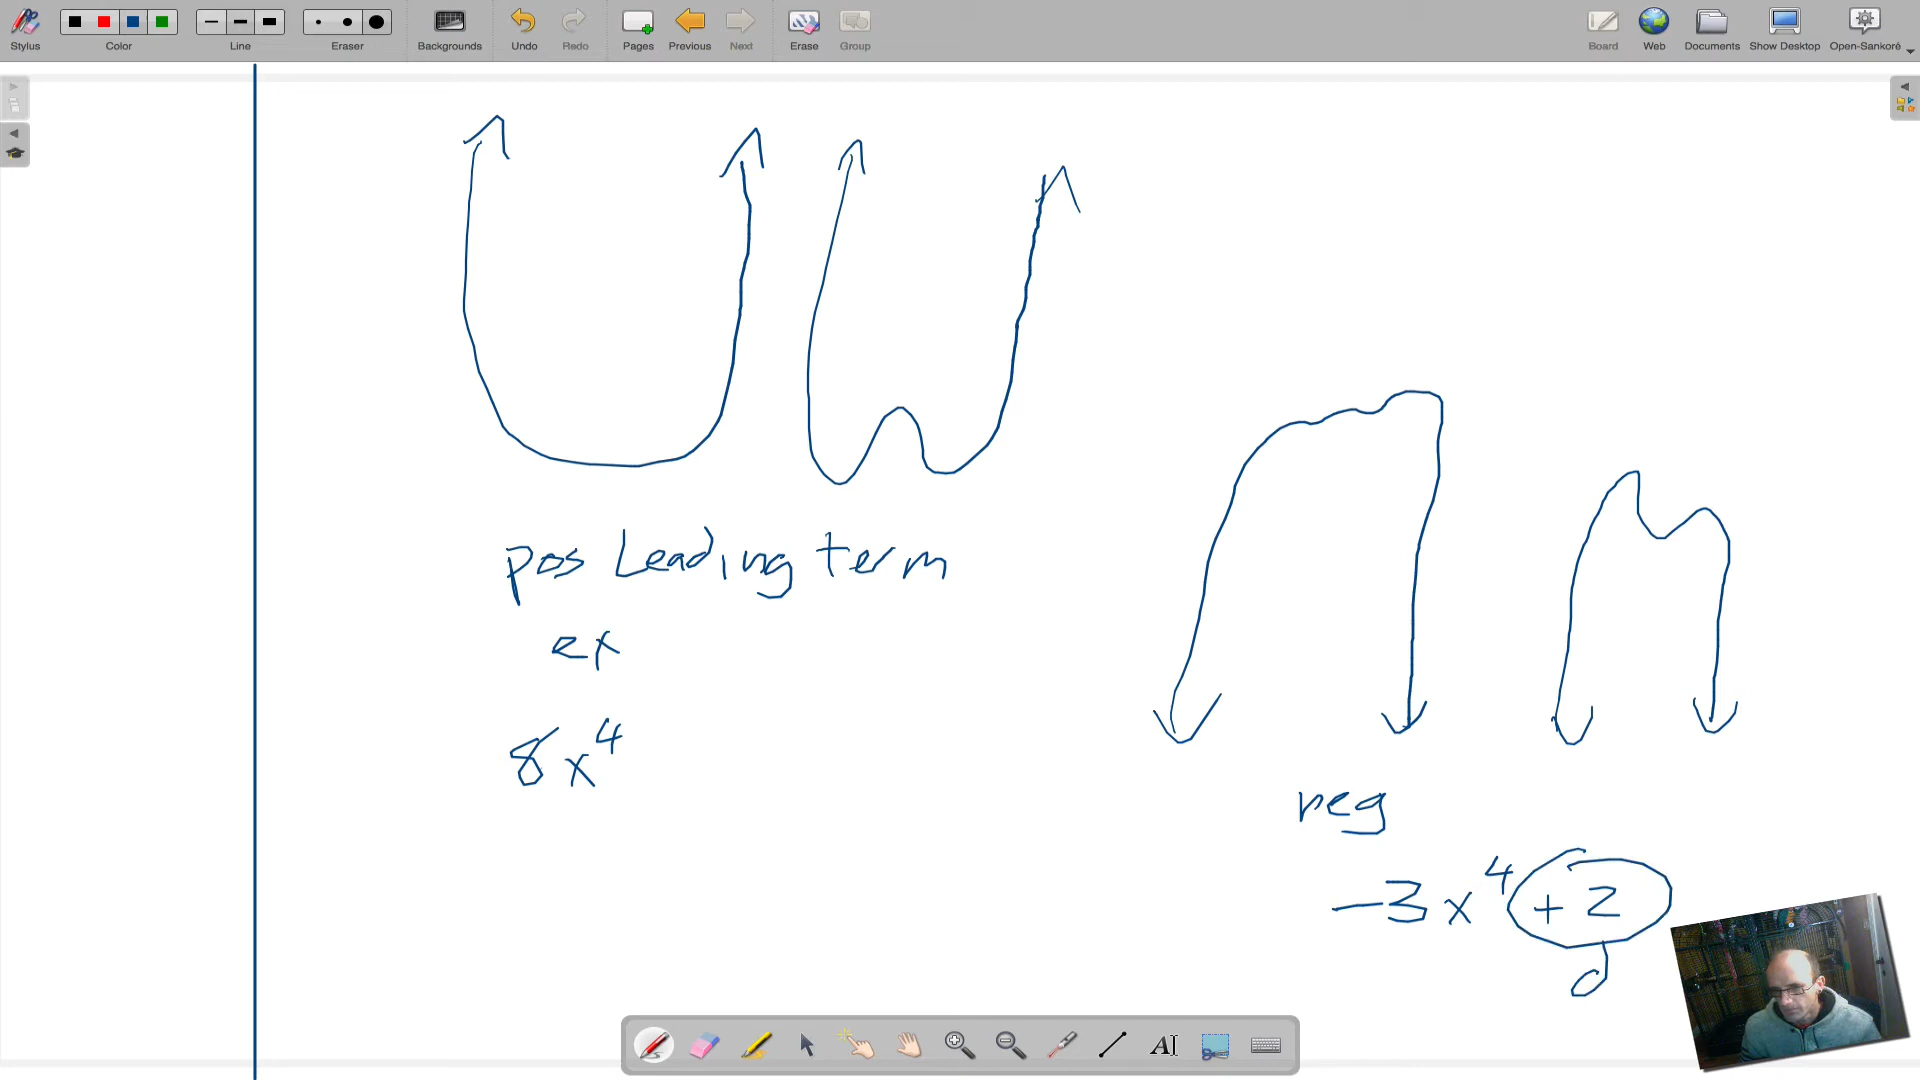 Stylus
Color
Line
Eraser
Backgrounds
Undo
Redo
Pages
Previous
Next
Erase
Group
Board
Web
Documents
Show Desktop
Open-Sankoré
pos Leading term
ex
8x⁴
neg
-3x⁴ + 2
AI